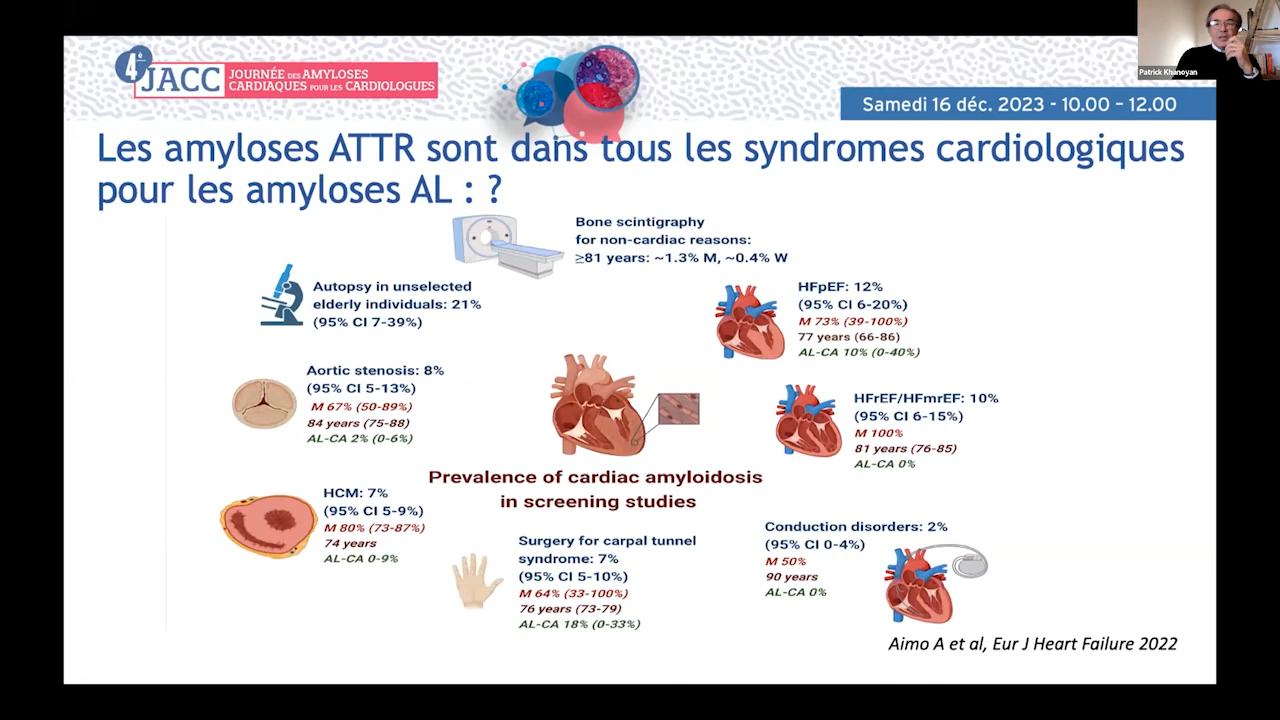 Patrick Khanoyan
4e
JACC
JOURNÉE DES AMYLOSES
CARDIAQUES POUR LES CARDIOLOGUES
Samedi 16 déc. 2023 - 10.00 – 12.00
Les amyloses ATTR sont dans tous les syndromes cardiologiques
pour les amyloses AL : ?
Bone scintigraphy
for non-cardiac reasons:
≥81 years: ~1.3% M, ~0.4% W
Autopsy in unselected
elderly individuals: 21%
(95% CI 7-39%)
HFpEF: 12%
(95% CI 6-20%)
M 73% (39-100%)
77 years (66-86)
AL-CA 10% (0-40%)
Aortic stenosis: 8%
(95% CI 5-13%)
M 67% (50-89%)
84 years (75-88)
AL-CA 2% (0-6%)
HFrEF/HFmrEF: 10%
(95% CI 6-15%)
M 100%
81 years (76-85)
AL-CA 0%
Prevalence of cardiac amyloidosis
in screening studies
HCM: 7%
(95% CI 5-9%)
M 80% (73-87%)
74 years
AL-CA 0-9%
Surgery for carpal tunnel
syndrome: 7%
(95% CI 5-10%)
M 64% (33-100%)
76 years (73-79)
AL-CA 18% (0-33%)
Conduction disorders: 2%
(95% CI 0-4%)
M 50%
90 years
AL-CA 0%
Aimo A et al, Eur J Heart Failure 2022